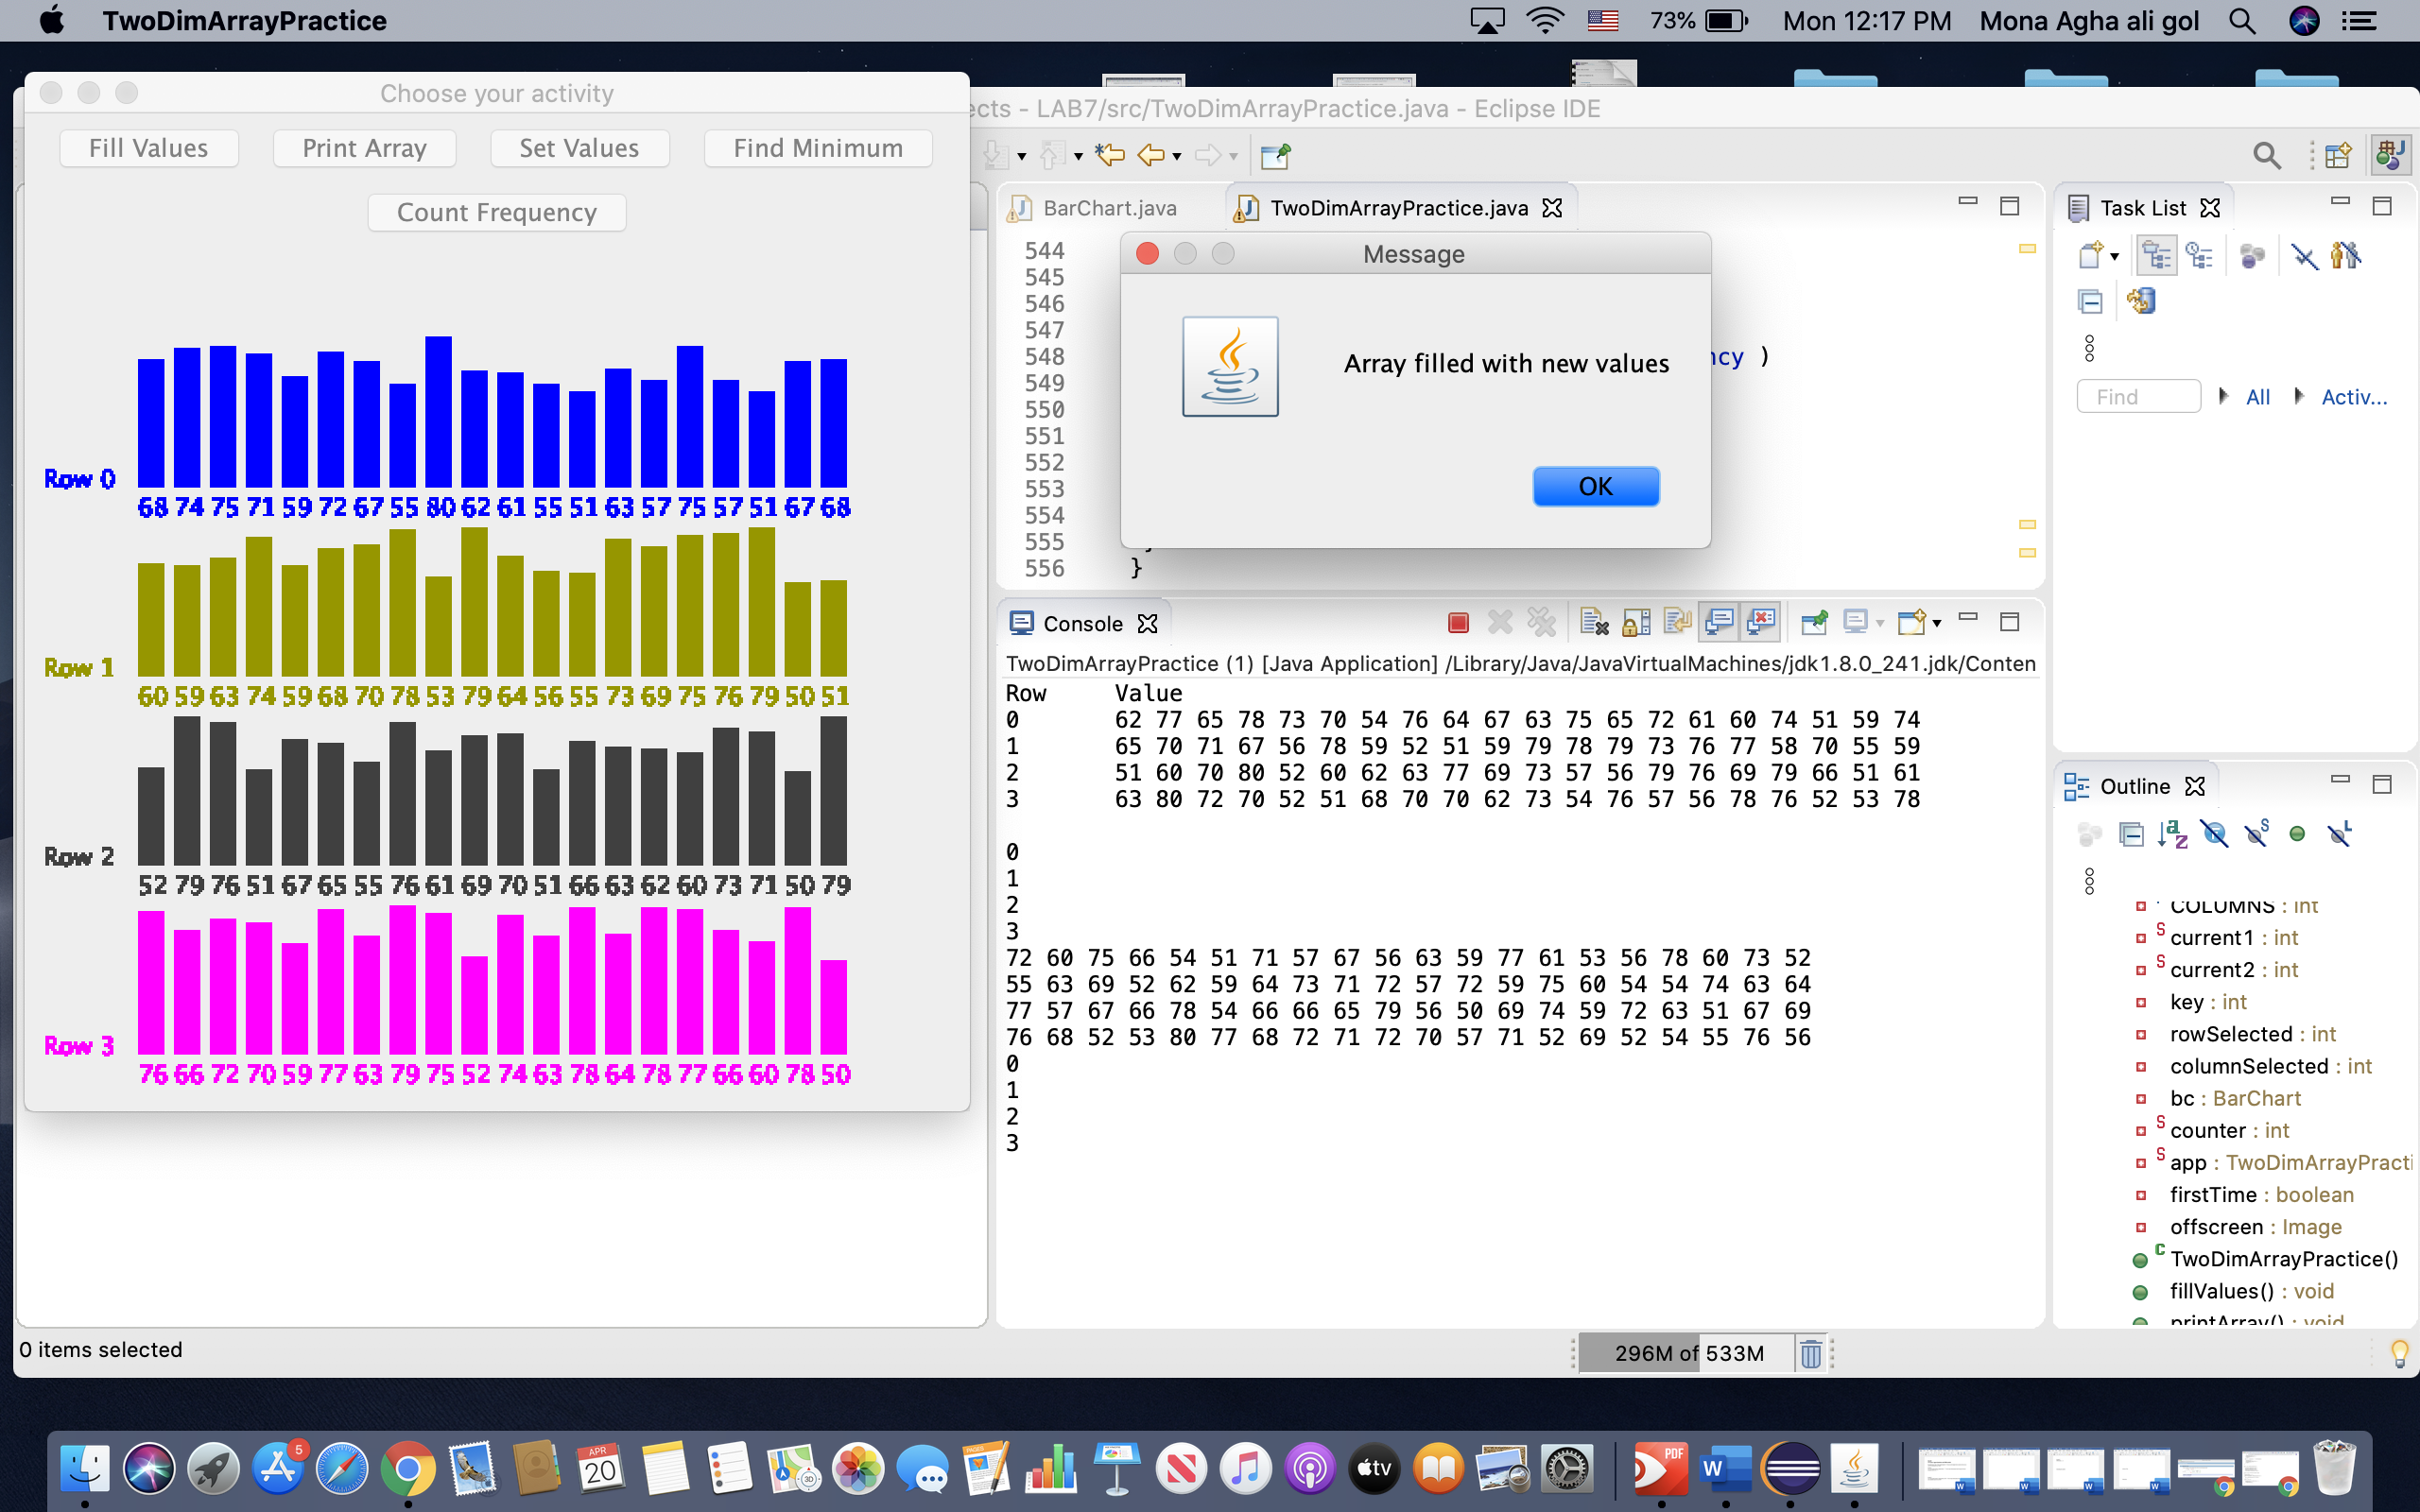 TwoDimArrayPractice
73%
Mon 12:17 PM
Mona Agha ali gol
Choose your activity
Fill Values
Print Array
Set Values
Find Minimum
Count Frequency
Row 0
68 74 75 71 59 72 67 55 80 62 61 55 51 63 57 75 57 51 67 68
Row 1
60 59 63 74 59 68 70 78 53 79 64 56 55 73 69 75 76 79 50 51
Row 2
52 79 76 51 67 65 55 76 61 69 70 51 66 63 62 60 73 71 50 79
Row 3
76 66 72 70 59 77 63 79 75 52 74 63 78 64 78 77 66 60 78 50
0 items selected
ects - LAB7/src/TwoDimArrayPractice.java - Eclipse IDE
BarChart.java
TwoDimArrayPractice.java
544
545
546
547
548 ncy )
549
550
551
552
553
554
555
556 }
Message
Array filled with new values
OK
Console
TwoDimArrayPractice (1) [Java Application] /Library/Java/JavaVirtualMachines/jdk1.8.0_241.jdk/Conten
Row Value
0 62 77 65 78 73 70 54 76 64 67 63 75 65 72 61 60 74 51 59 74
1 65 70 71 67 56 78 59 52 51 59 79 78 79 73 76 77 58 70 55 59
2 51 60 70 80 52 60 62 63 77 69 73 57 56 79 76 69 79 66 51 61
3 63 80 72 70 52 51 68 70 70 62 73 54 76 57 56 78 76 52 53 78
0
1
2
3
72 60 75 66 54 51 71 57 67 56 63 59 77 61 53 56 78 60 73 52
55 63 69 52 62 59 64 73 71 72 57 72 59 75 60 54 54 74 63 64
77 57 67 66 78 54 66 66 65 79 56 50 69 74 59 72 63 51 67 69
76 68 52 53 80 77 68 72 71 72 70 57 71 52 69 52 54 55 76 56
0
1
2
3
296M of 533M
Task List
Find
All
Activ...
Outline
COLUMNS : int
current1 : int
current2 : int
key : int
rowSelected : int
columnSelected : int
bc : BarChart
counter : int
app : TwoDimArrayPracti
firstTime : boolean
offscreen : Image
TwoDimArrayPractice()
fillValues() : void
printArray() : void
5
APR
20
3D
PAGES
tv
PDF
W